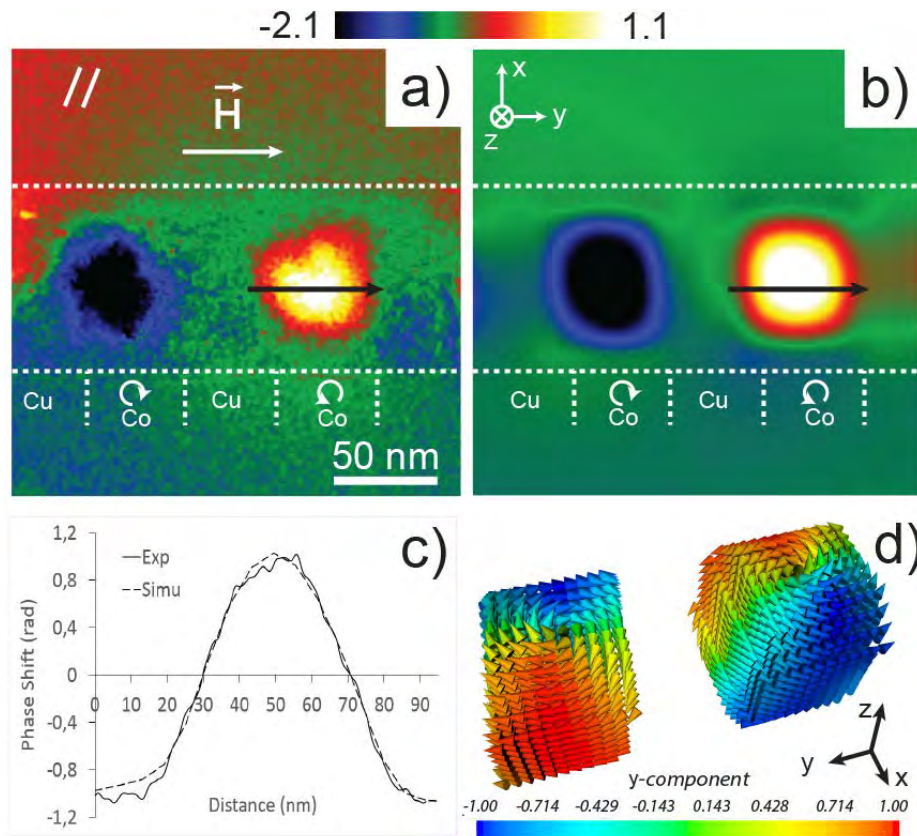 -2.1 1.1
a)
H
b)
x
y
z
Cu Co Cu Co
50 nm
Cu Co Cu Co
c)
1,2
0,8
0,4
0
-0,4
-0,8
-1,2
Phase Shift (rad)
Exp
Simu
0 10 20 30 40 50 60 70 80 90
Distance (nm)
d)
z
y
x
y-component
-1.00 -0.714 -0.429 -0.143 0.143 0.428 0.714 1.00